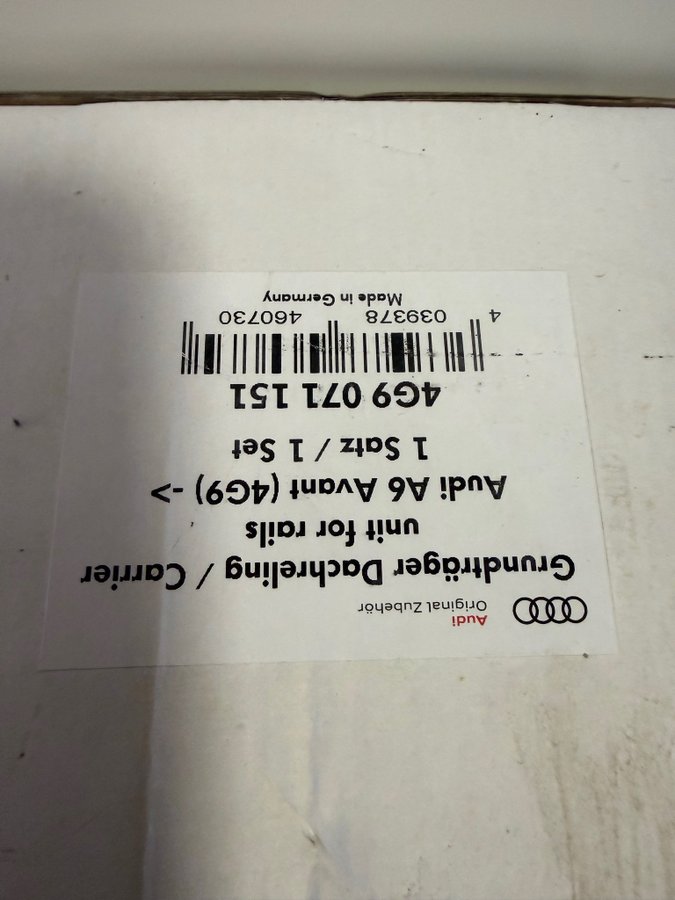 Audi
Original Zubehör
Grundträger Dachreling / Carrier
unit for rails
Audi A6 Avant (4G9) ->
1 Satz / 1 Set
4G9 071 151
4 039378 460730
Made in Germany